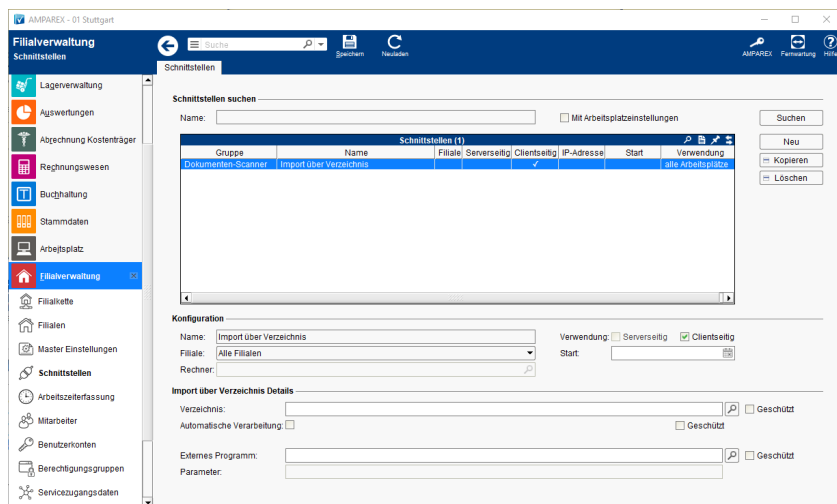 AMPAREX - 01 Stuttgart
Filialverwaltung
Schnittstellen
Suche
Speichern
Neuladen
AMPAREX
Fernwartung
Hilfe
Schnittstellen
Lagerverwaltung
Auswertungen
Abrechnung Kostenträger
Rechnungswesen
Buchhaltung
Stammdaten
Arbeitsplatz
Filialverwaltung
Filialkette
Filialen
Master Einstellungen
Schnittstellen
Arbeitszeiterfassung
Mitarbeiter
Benutzerkonten
Berechtigungsgruppen
Servicezugangsdaten
Schnittstellen suchen
Name:
Mit Arbeitsplatzeinstellungen
Suchen
Schnittstellen (1)
Neu
Gruppe Name Filiale Serverseitig Clientseitig IP-Adresse Start Verwendung
Dokumenten-Scanner Import über Verzeichnis ✓ alle Arbeitsplätze
Kopieren
Löschen
Konfiguration
Name: Import über Verzeichnis Verwendung: Serverseitig Clientseitig
Filiale: Alle Filialen Start:
Rechner:
Import über Verzeichnis Details
Verzeichnis: Geschützt
Automatische Verarbeitung: Geschützt
Externes Programm: Geschützt
Parameter: